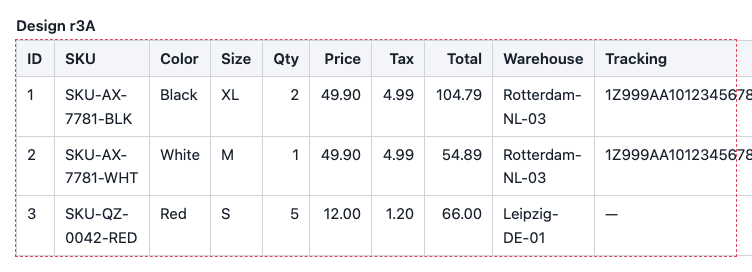 Design r3A
ID SKU Color Size Qty Price Tax Total Warehouse Tracking
1 SKU-AX- Black XL 2 49.90 4.99 104.79 Rotterdam- 1Z999AA1012345678
7781-BLK NL-03
2 SKU-AX- White M 1 49.90 4.99 54.89 Rotterdam- 1Z999AA1012345678
7781-WHT NL-03
3 SKU-QZ- Red S 5 12.00 1.20 66.00 Leipzig- —
0042-RED DE-01